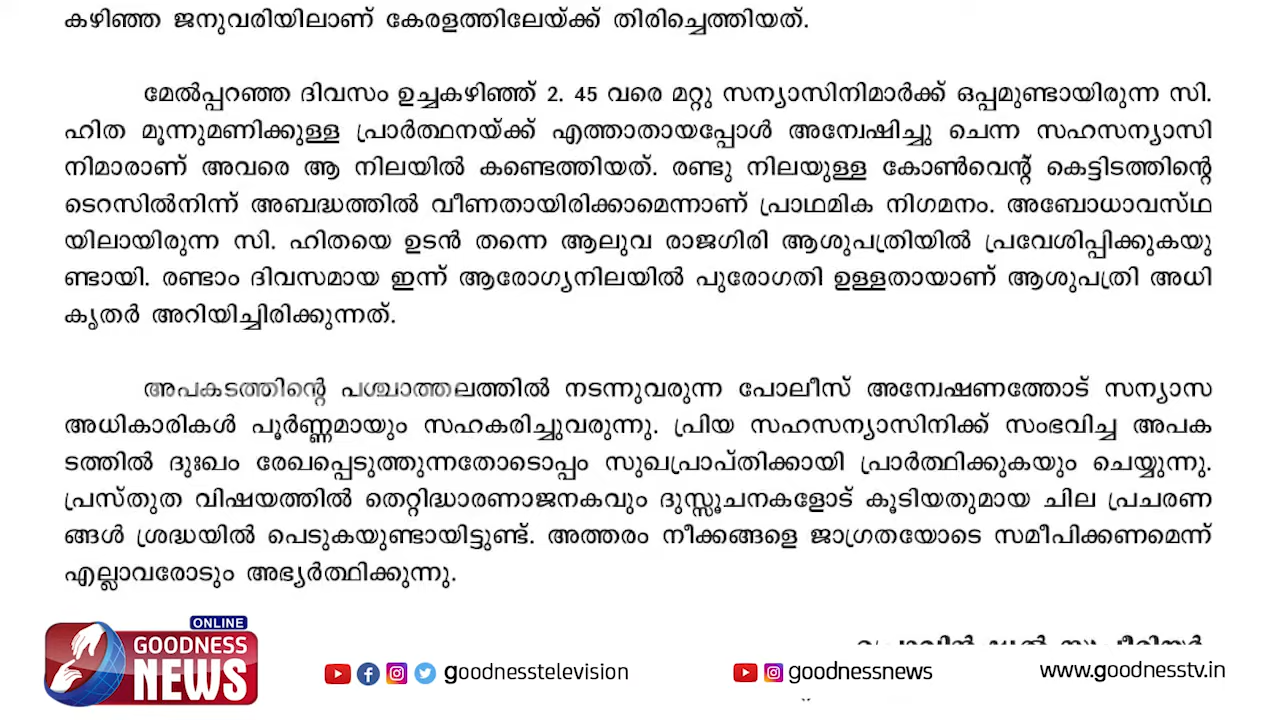 കഴിഞ്ഞ ജനുവരിയിലാണ് കേരളത്തിലേയ്ക്ക് തിരിച്ചെത്തിയത്.
മേൽപ്പറഞ്ഞ ദിവസം ഉച്ചകഴിഞ്ഞ് 2. 45 വരെ മറ്റു സന്യാസിനിമാർക്ക് ഒപ്പമുണ്ടായിരുന്ന സി.
ഹിത മൂന്നുമണിക്കുള്ള പ്രാർത്ഥനയ്ക്ക് എത്താതായപ്പോൾ അന്വേഷിച്ചു ചെന്ന സഹസന്യാസി
നിമാരാണ് അവരെ ആ നിലയിൽ കണ്ടെത്തിയത്. രണ്ടു നിലയുള്ള കോൺവെന്റ് കെട്ടിടത്തിന്റെ
ടെറസിൽനിന്ന് അബദ്ധത്തിൽ വീണതായിരിക്കാമെന്നാണ് പ്രാഥമിക നിഗമനം. അബോധാവസ്ഥ
യിലായിരുന്ന സി. ഹിതയെ ഉടൻ തന്നെ ആലുവ രാജഗിരി ആശുപത്രിയിൽ പ്രവേശിപ്പിക്കുകയു
ണ്ടായി. രണ്ടാം ദിവസമായ ഇന്ന് ആരോഗ്യനിലയിൽ പുരോഗതി ഉള്ളതായാണ് ആശുപത്രി അധി
കൃതർ അറിയിച്ചിരിക്കുന്നത്.
അപകടത്തിന്റെ പശ്ചാത്തലത്തിൽ നടന്നുവരുന്ന പോലീസ് അന്വേഷണത്തോട് സന്യാസ
അധികാരികൾ പൂർണ്ണമായും സഹകരിച്ചുവരുന്നു. പ്രിയ സഹസന്യാസിനിക്ക് സംഭവിച്ച അപക
ടത്തിൽ ദുഃഖം രേഖപ്പെടുത്തുന്നതോടൊപ്പം സുഖപ്രാപ്തിക്കായി പ്രാർത്ഥിക്കുകയും ചെയ്യുന്നു.
പ്രസ്തുത വിഷയത്തിൽ തെറ്റിദ്ധാരണാജനകവും ദുസ്സൂചനകളോട് കൂടിയതുമായ ചില പ്രചരണ
ങ്ങൾ ശ്രദ്ധയിൽ പെടുകയുണ്ടായിട്ടുണ്ട്. അത്തരം നീക്കങ്ങളെ ജാഗ്രതയോടെ സമീപിക്കണമെന്ന്
എല്ലാവരോടും അഭ്യർത്ഥിക്കുന്നു.
ONLINE
GOODNESS
NEWS
goodnesstelevision
goodnessnews
www.goodnesstv.in